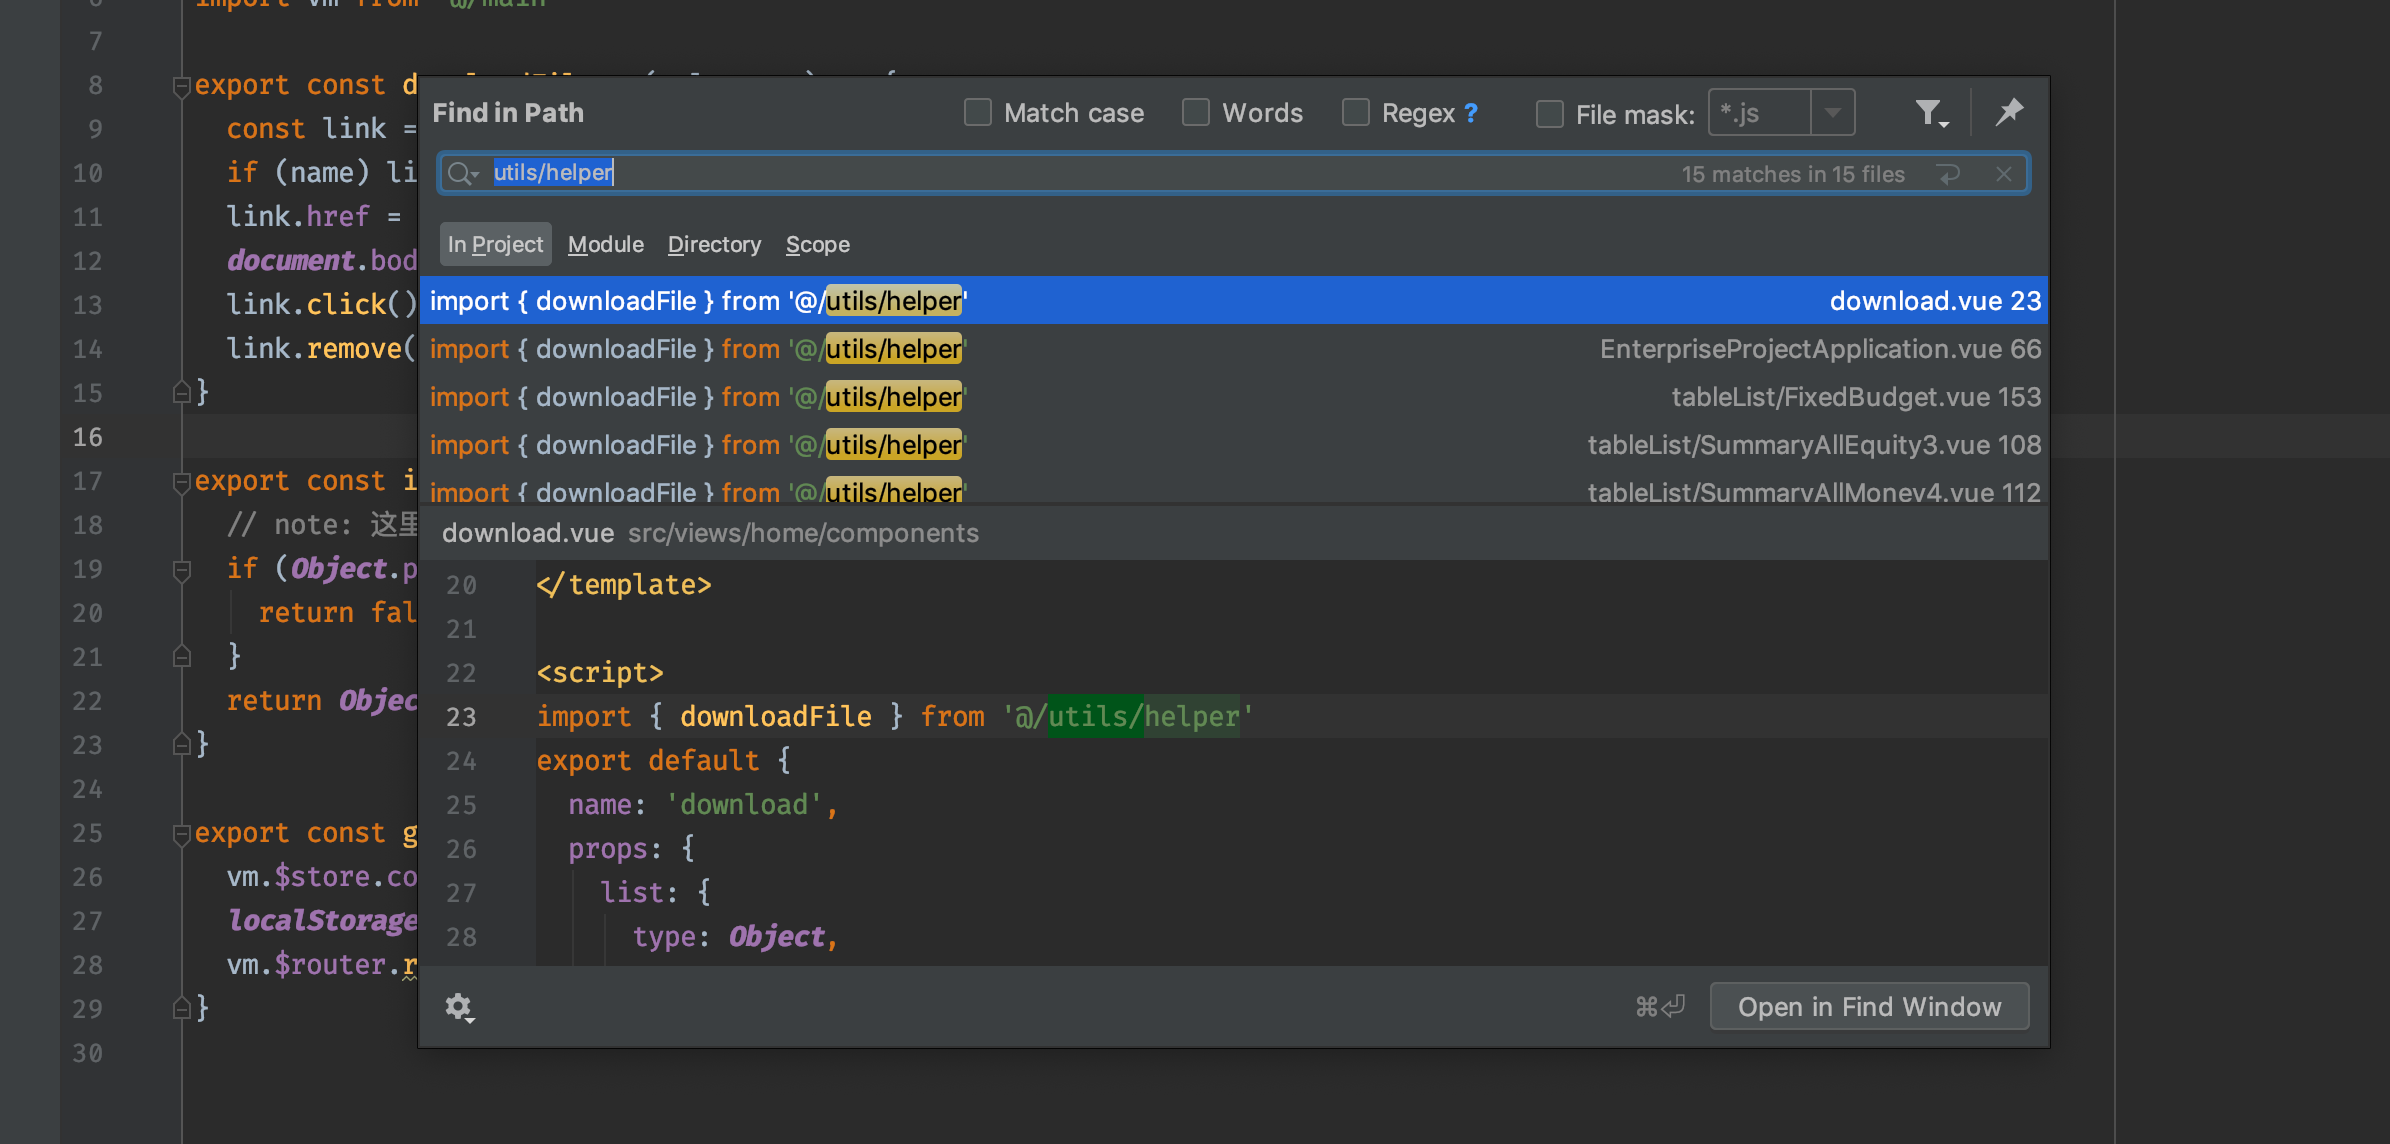 6 import vm from '@/main'
7
8 export const d
9 const link =
10 if (name) li
11 link.href =
12 document.bod
13 link.click()
14 link.remove(
15 }
16
17 export const i
18 // note: 这里
19 if (Object.p
20 return fal
21 }
22 return Objec
23 }
24
25 export const g
26 vm.$store.co
27 localStorage
28 vm.$router.r
29 }
30
Find in Path Match case Words Regex ? File mask: *.js
utils/helper 15 matches in 15 files
In Project Module Directory Scope
import { downloadFile } from '@/utils/helper' download.vue 23
import { downloadFile } from '@/utils/helper' EnterpriseProjectApplication.vue 66
import { downloadFile } from '@/utils/helper' tableList/FixedBudget.vue 153
import { downloadFile } from '@/utils/helper' tableList/SummaryAllEquity3.vue 108
import { downloadFile } from '@/utils/helper' tableList/SummaryAllMoney4.vue 112
download.vue src/views/home/components
20 </template>
21
22 <script>
23 import { downloadFile } from '@/utils/helper'
24 export default {
25 name: 'download',
26 props: {
27 list: {
28 type: Object,
⌘⏎ Open in Find Window